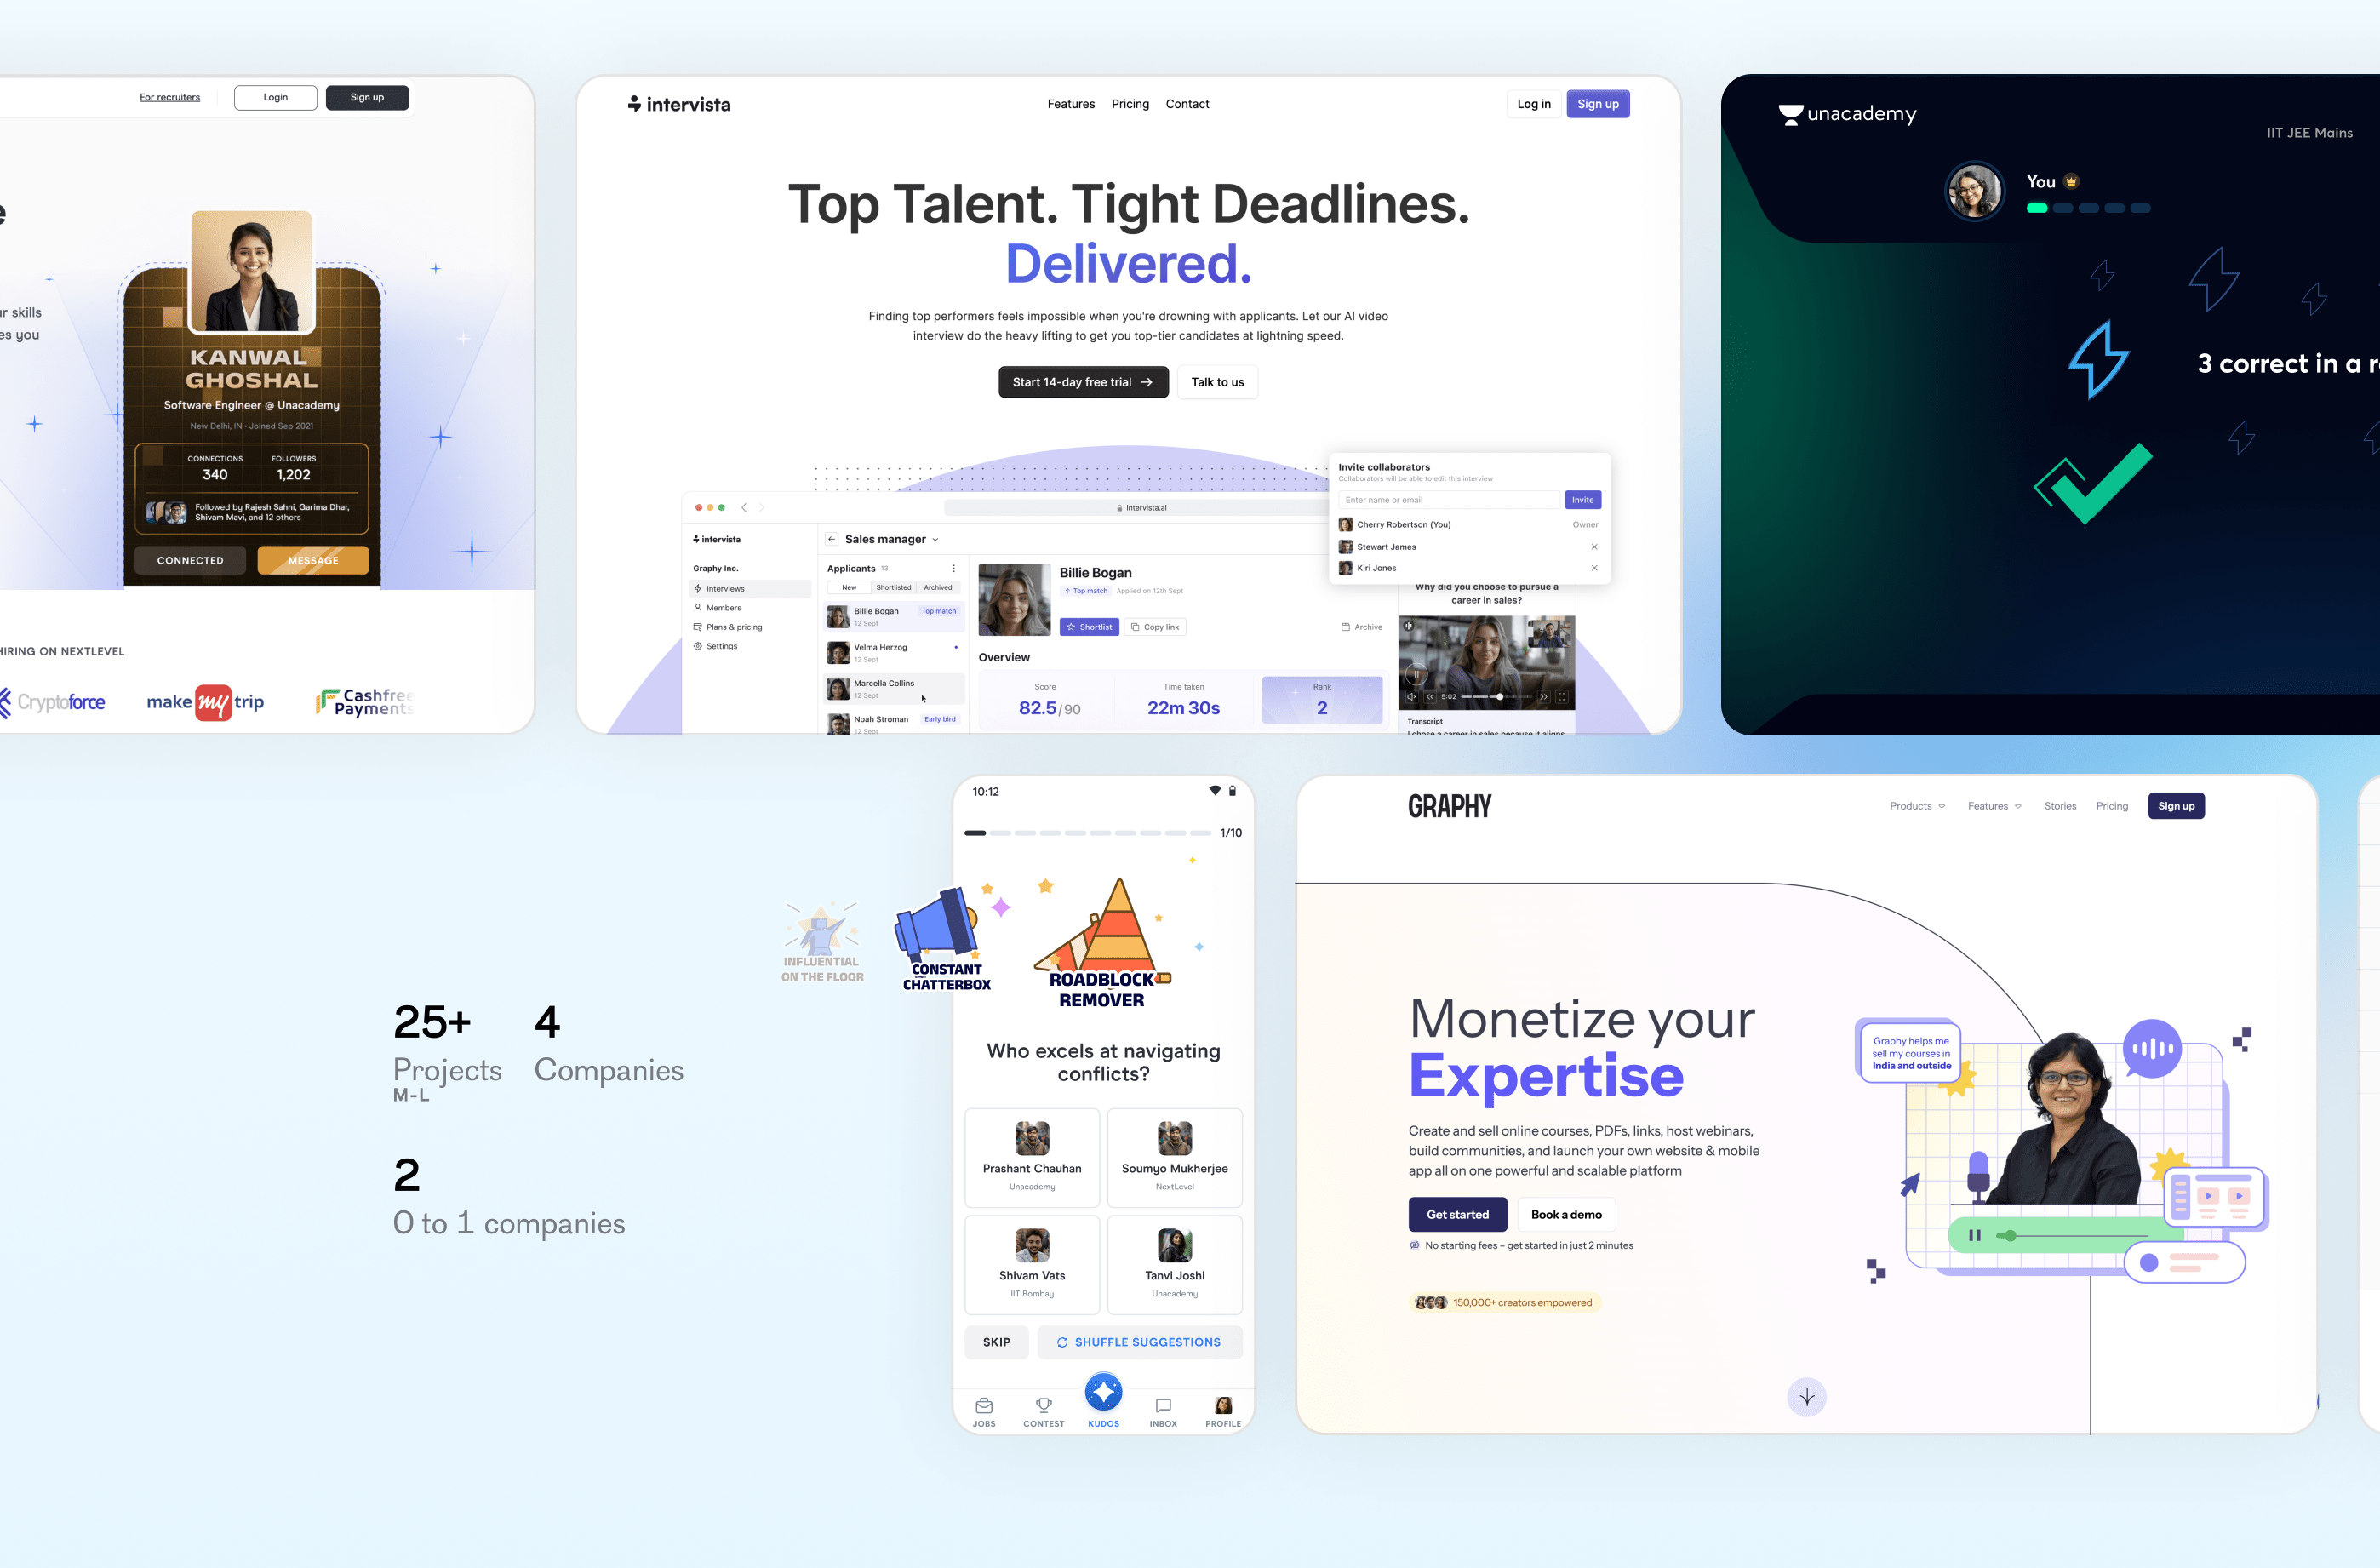 For recruiters
Login
Sign up
e
r skills
es you
KANWAL
GHOSHAL
Software Engineer @ Unacademy
New Delhi, IN • Joined Sep 2021
CONNECTIONS
FOLLOWERS
340
1,202
Followed by Rajesh Sahni, Garima Dhar,
Shivam Mavi, and 12 others
CONNECTED
MESSAGE
HIRING ON NEXTLEVEL
Cryptoforce
make my trip
Cashfree
Payments
intervista
Features
Pricing
Contact
Log in
Sign up
Top Talent. Tight Deadlines.
Delivered.
Finding top performers feels impossible when you're drowning with applicants. Let our AI video
interview do the heavy lifting to get you top-tier candidates at lightning speed.
Start 14-day free trial
Talk to us
intervista.ai
Invite collaborators
Collaborators will be able to edit this interview
Enter name or email
Invite
Cherry Robertson (You)
Owner
Stewart James
Kiri Jones
intervista
Graphy Inc.
Interviews
Members
Plans & pricing
Settings
Sales manager
Applicants 13
New
Shortlisted
Archived
Billie Bogan
Top match
12 Sept
Velma Herzog
12 Sept
Marcella Collins
12 Sept
Noah Stroman
Early bird
12 Sept
Billie Bogan
Top match
Applied on 12th Sept
Shortlist
Copy link
Archive
Overview
Score
82.5/90
Time taken
22m 30s
Rank
2
Why did you choose to pursue a
career in sales?
5:02
Transcript
I chose a career in sales because it aligns
unacademy
IIT JEE Mains
You
3 correct in a r
25+
Projects
M-L
4
Companies
2
0 to 1 companies
10:12
1/10
INFLUENTIAL
ON THE FLOOR
CONSTANT
CHATTERBOX
ROADBLOCK
REMOVER
Who excels at navigating
conflicts?
Prashant Chauhan
Unacademy
Soumyo Mukherjee
NextLevel
Shivam Vats
IIT Bombay
Tanvi Joshi
Unacademy
SKIP
SHUFFLE SUGGESTIONS
JOBS
CONTEST
KUDOS
INBOX
PROFILE
GRAPHY
Products
Features
Stories
Pricing
Sign up
Monetize your
Expertise
Create and sell online courses, PDFs, links, host webinars,
build communities, and launch your own website & mobile
app all on one powerful and scalable platform
Get started
Book a demo
No starting fees – get started in just 2 minutes
150,000+ creators empowered
Graphy helps me
sell my courses in
India and outside